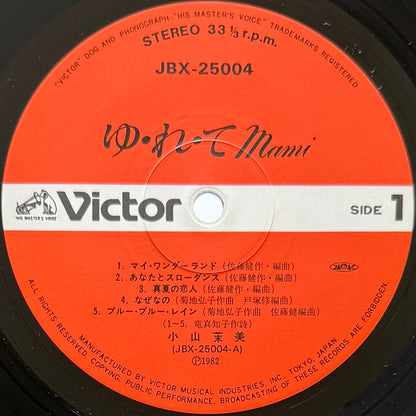 "VICTOR" DOG AND PHONOGRAPH-"HIS MASTER'S VOICE" TRADEMARKS REGISTERED
STEREO 33 1/3 r.p.m.
JBX-25004
ゆ・れ・て Mami
"HIS MASTER'S VOICE"
Victor
SIDE 1
1. マイ・ワンダーランド（佐藤健作・編曲）
2. あなたとスローダンス（佐藤健作・編曲）
3. 真夏の恋人（佐藤健作・編曲）
4. なぜなの（菊地弘子作曲 戸塚修編曲）
5. ブルー・ブルー・レイン（菊地弘子作曲 佐藤健編曲）
（1～5. 竜真知子作詩）
小山茉美
(JBX-25004-A)
Ⓟ1982
JASRAC
MANUFACTURED BY VICTOR MUSICAL INDUSTRIES, INC. TOKYO, JAPAN.
ALL RIGHTS RESERVED. COPYING, PUBLIC PERFORMANCE, BROADCASTING OF THESE RECORDS ARE FORBIDDEN.